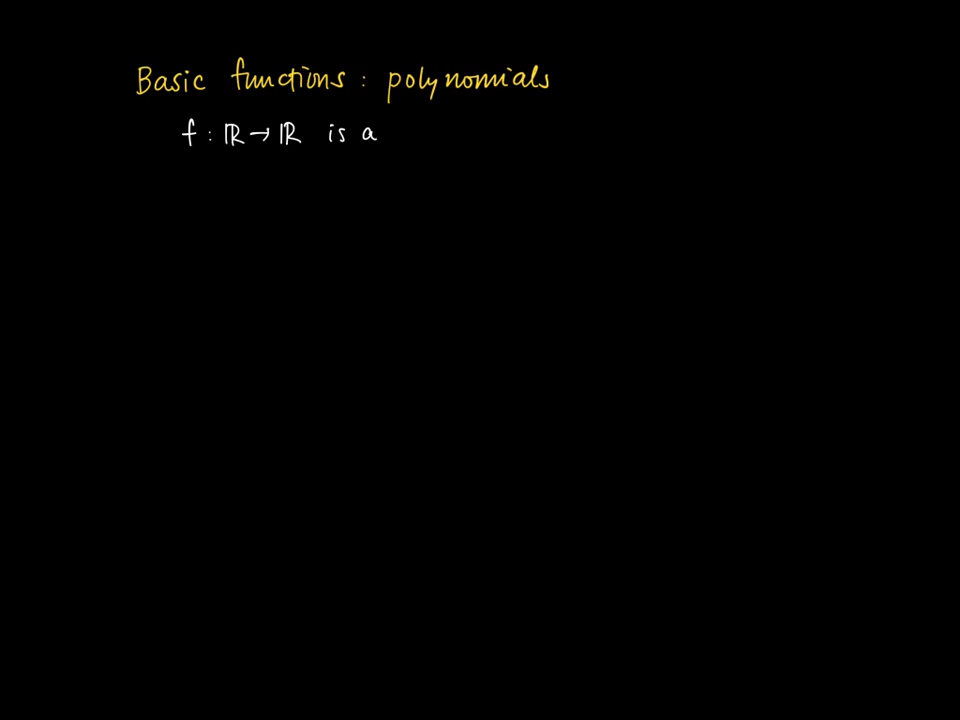 Basic functions : polynomials
f : ℝ → ℝ is a